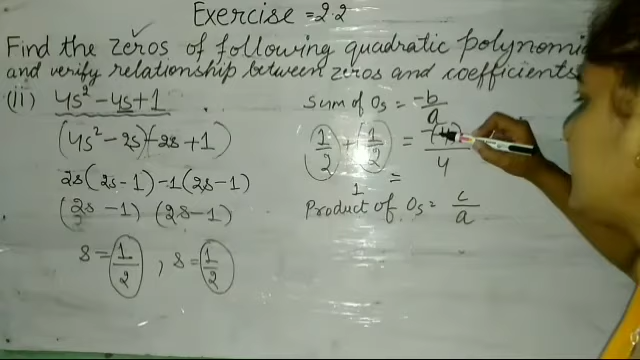 Exercise = 2.2
Find the zeros of following quadratic polynomia
and verify relationship between zeros and coefficients
(ii) 4s² - 4s + 1
(4s² - 2s)(-2s + 1)
2s(2s - 1) - 1(2s - 1)
(2s - 1) (2s - 1)
s = 1/2 , s = 1/2
Sum of 0s = -b/a
1/2 + 1/2 = /4
1 =
Product of 0s = c/a